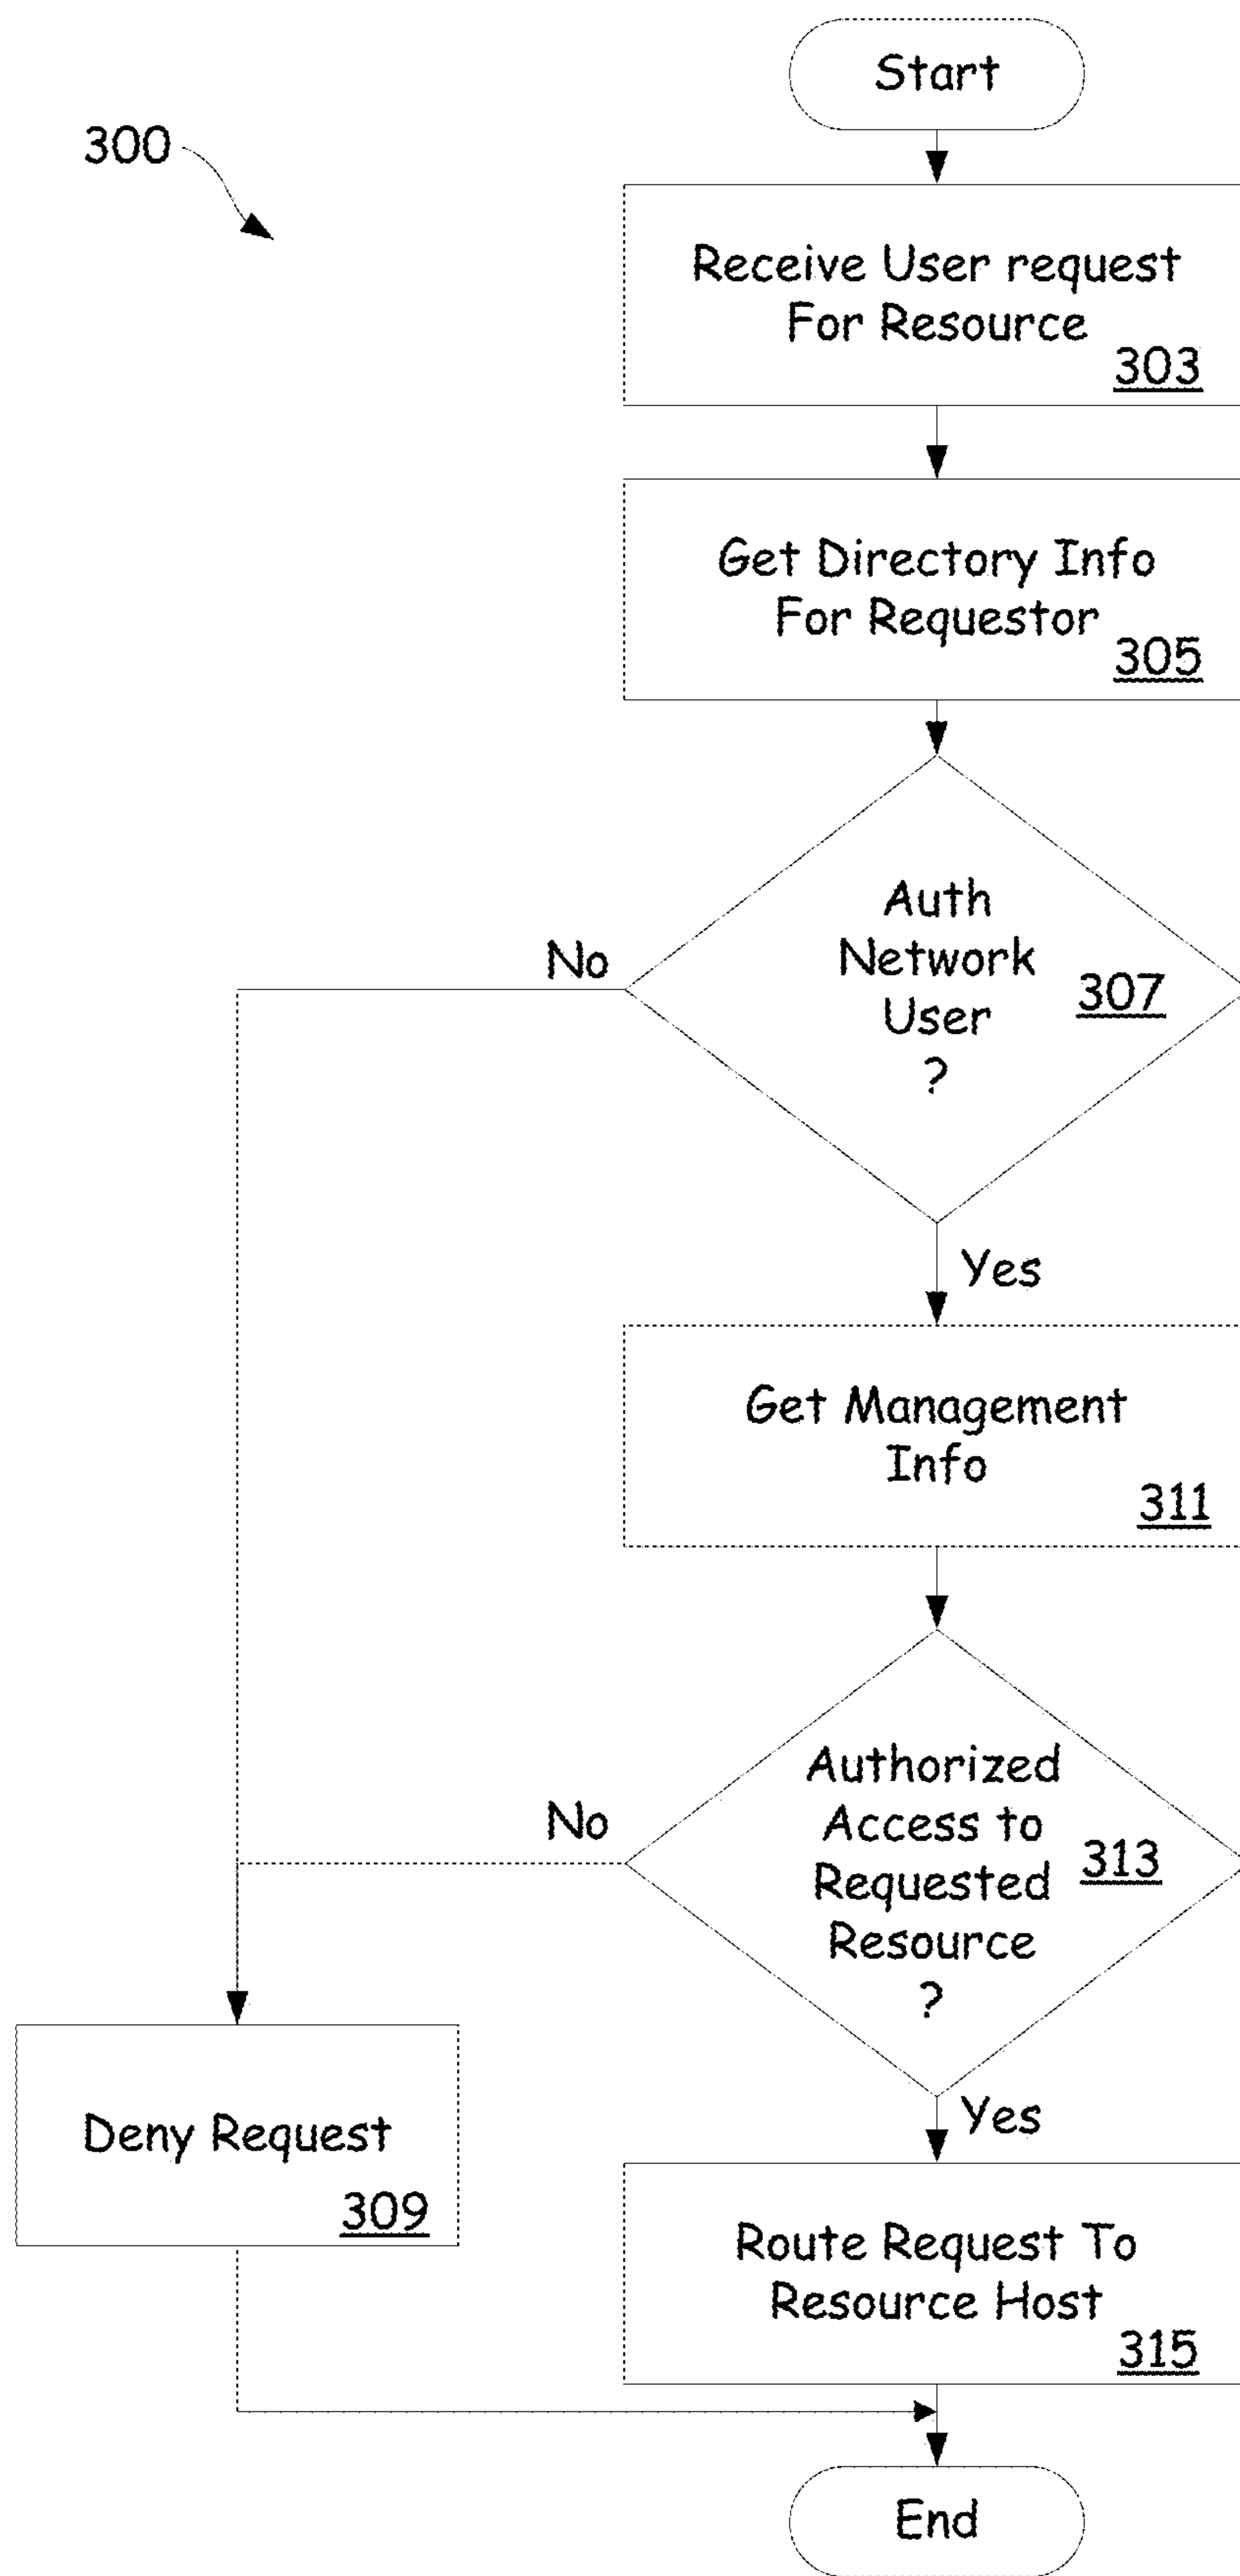 Start
300
Receive User request
For Resource
303
Get Directory Info
For Requestor
305
Auth
Network
User
?
307
No
Yes
Get Management
Info
311
Authorized
Access to
Requested
Resource
?
313
No
Yes
Deny Request
309
Route Request To
Resource Host
315
End